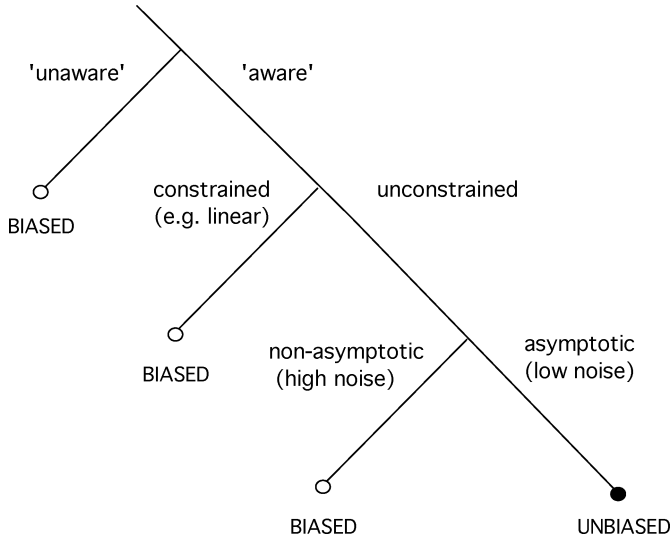 'unaware'
'aware'
constrained
(e.g. linear)
unconstrained
BIASED
non-asymptotic
(high noise)
asymptotic
(low noise)
BIASED
BIASED
UNBIASED